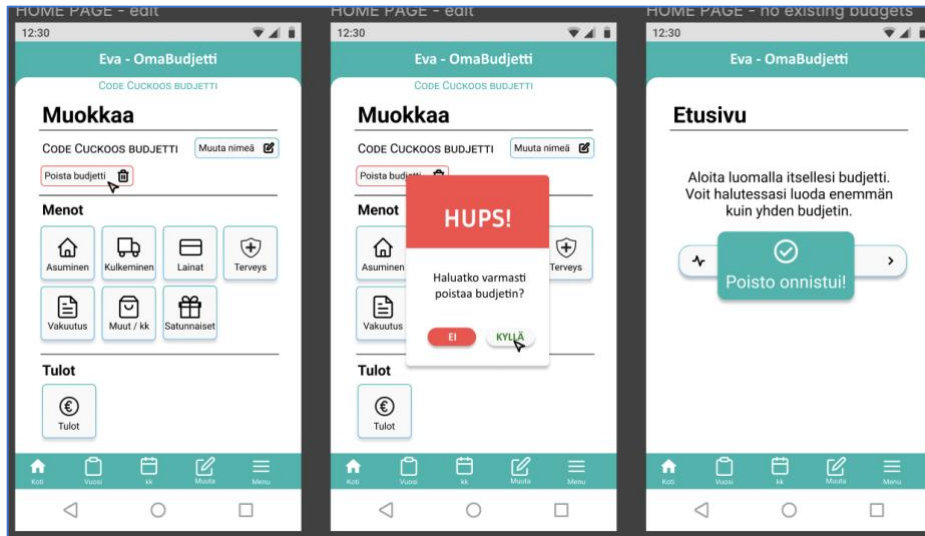 HOME PAGE - edit
12:30
Eva - OmaBudjetti
CODE CUCKOOS BUDJETTI
Muokkaa
CODE CUCKOOS BUDJETTI
Muuta nimeä
Poista budjetti
Menot
Asuminen
Kulkeminen
Lainat
Terveys
Vakuutus
Muut / kk
Satunnaiset
Tulot
Tulot
Koti
Vuosi
kk
Muuta
Menu
HOME PAGE - edit
12:30
Eva - OmaBudjetti
CODE CUCKOOS BUDJETTI
Muokkaa
CODE CUCKOOS BUDJETTI
Muuta nimeä
Poista
Menot
HUPS!
Haluatko varmasti
poistaa budjetin?
EI
KYLLÄ
Asuminen
Terveys
Vakuutus
Tulot
Tulot
Koti
Vuosi
kk
Muuta
Menu
HOME PAGE - no existing budgets
12:30
Eva - OmaBudjetti
Etusivu
Aloita luomalla itsellesi budjetti.
Voit halutessasi luoda enemmän
kuin yhden budjetin.
Poisto onnistui!
Koti
Vuosi
kk
Muuta
Menu